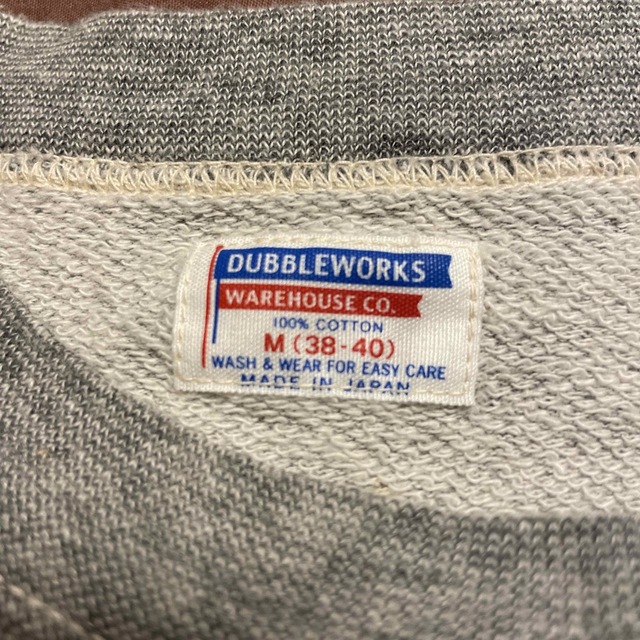 DUBBLEWORKS
WAREHOUSE CO.
100% COTTON
M (38-40)
WASH & WEAR FOR EASY CARE
MADE IN JAPAN